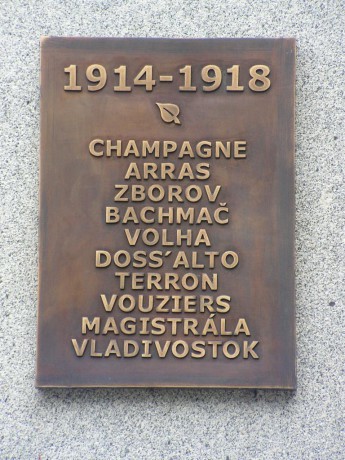 1914-1918
CHAMPAGNE
ARRAS
ZBOROV
BACHMAČ
VOLHA
DOSS´ALTO
TERRON
VOUZIERS
MAGISTRÁLA
VLADIVOSTOK